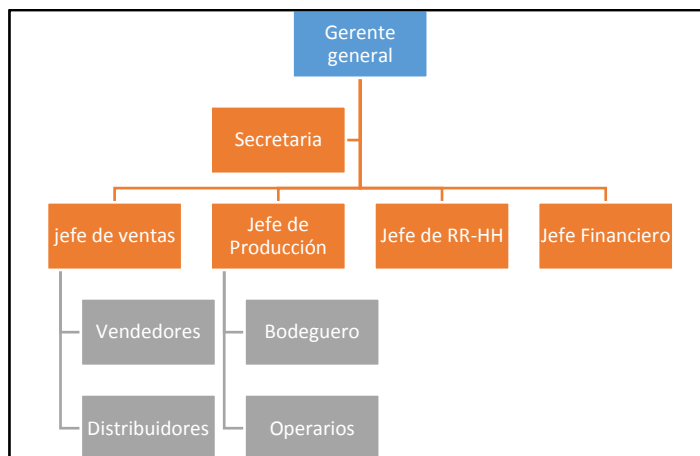 Gerente
general
Secretaria
jefe de ventas
Jefe de
Producción
Jefe de RR-HH
Jefe Financiero
Vendedores
Bodeguero
Distribuidores
Operarios